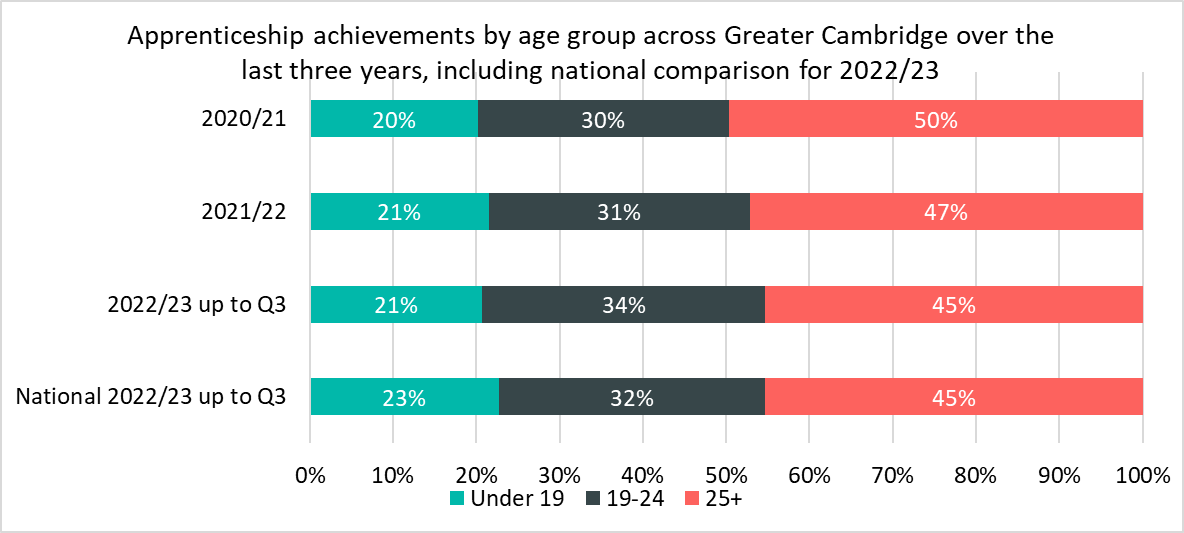 Apprenticeship achievements by age group across Greater Cambridge over the
last three years, including national comparison for 2022/23
2020/21 20% 30% 50%
2021/22 21% 31% 47%
2022/23 up to Q3 21% 34% 45%
National 2022/23 up to Q3 23% 32% 45%
0% 10% 20% 30% 40% 50% 60% 70% 80% 90% 100%
Under 19 19-24 25+